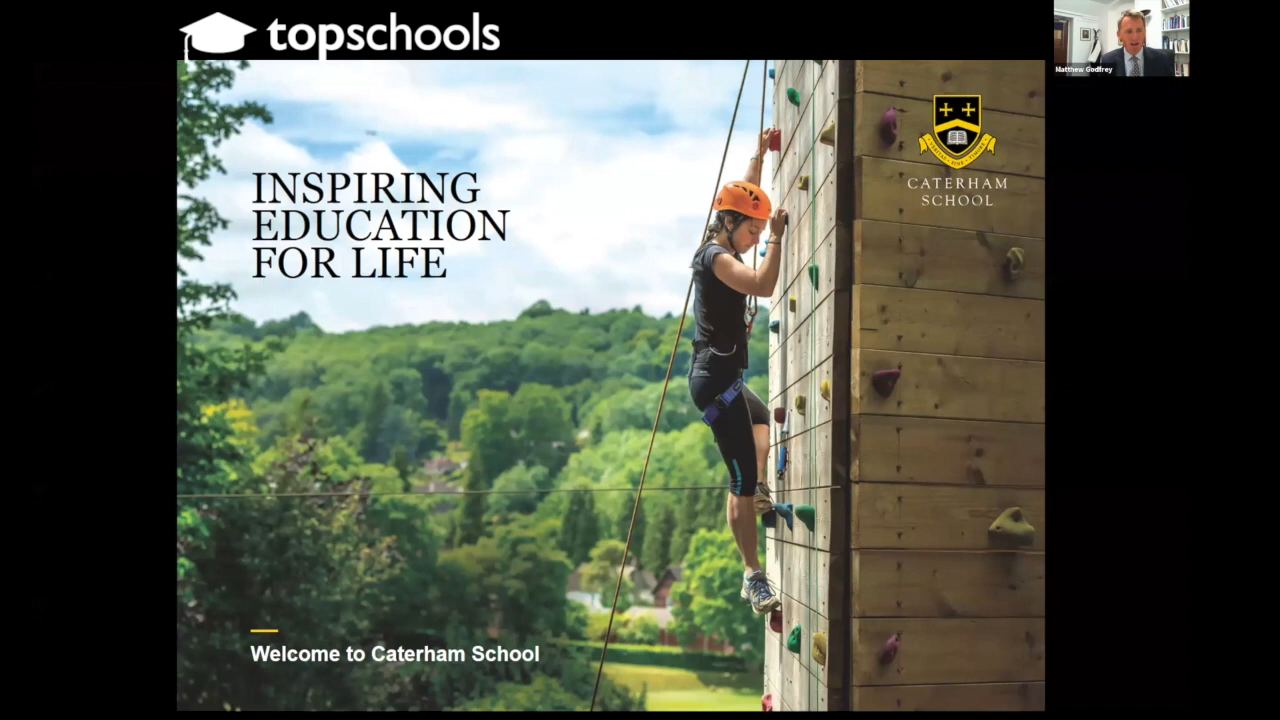 topschools
Matthew Godfrey
INSPIRING
EDUCATION
FOR LIFE
CATERHAM
SCHOOL
Welcome to Caterham School